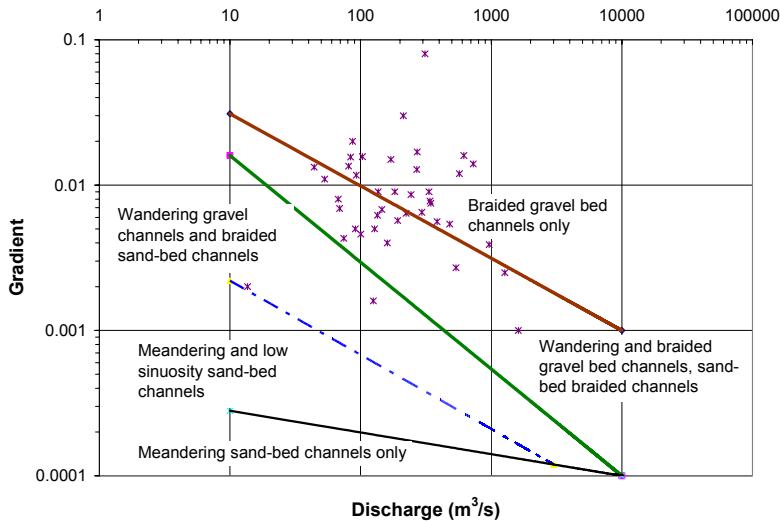 1 10 100 1000 10000 100000
0.1
0.01
0.001
0.0001
Gradient
Wandering gravel
channels and braided
sand-bed channels
Braided gravel bed
channels only
Meandering and low
sinuosity sand-bed
channels
Wandering and braided
gravel bed channels, sand-
bed braided channels
Meandering sand-bed channels only
Discharge (m³/s)